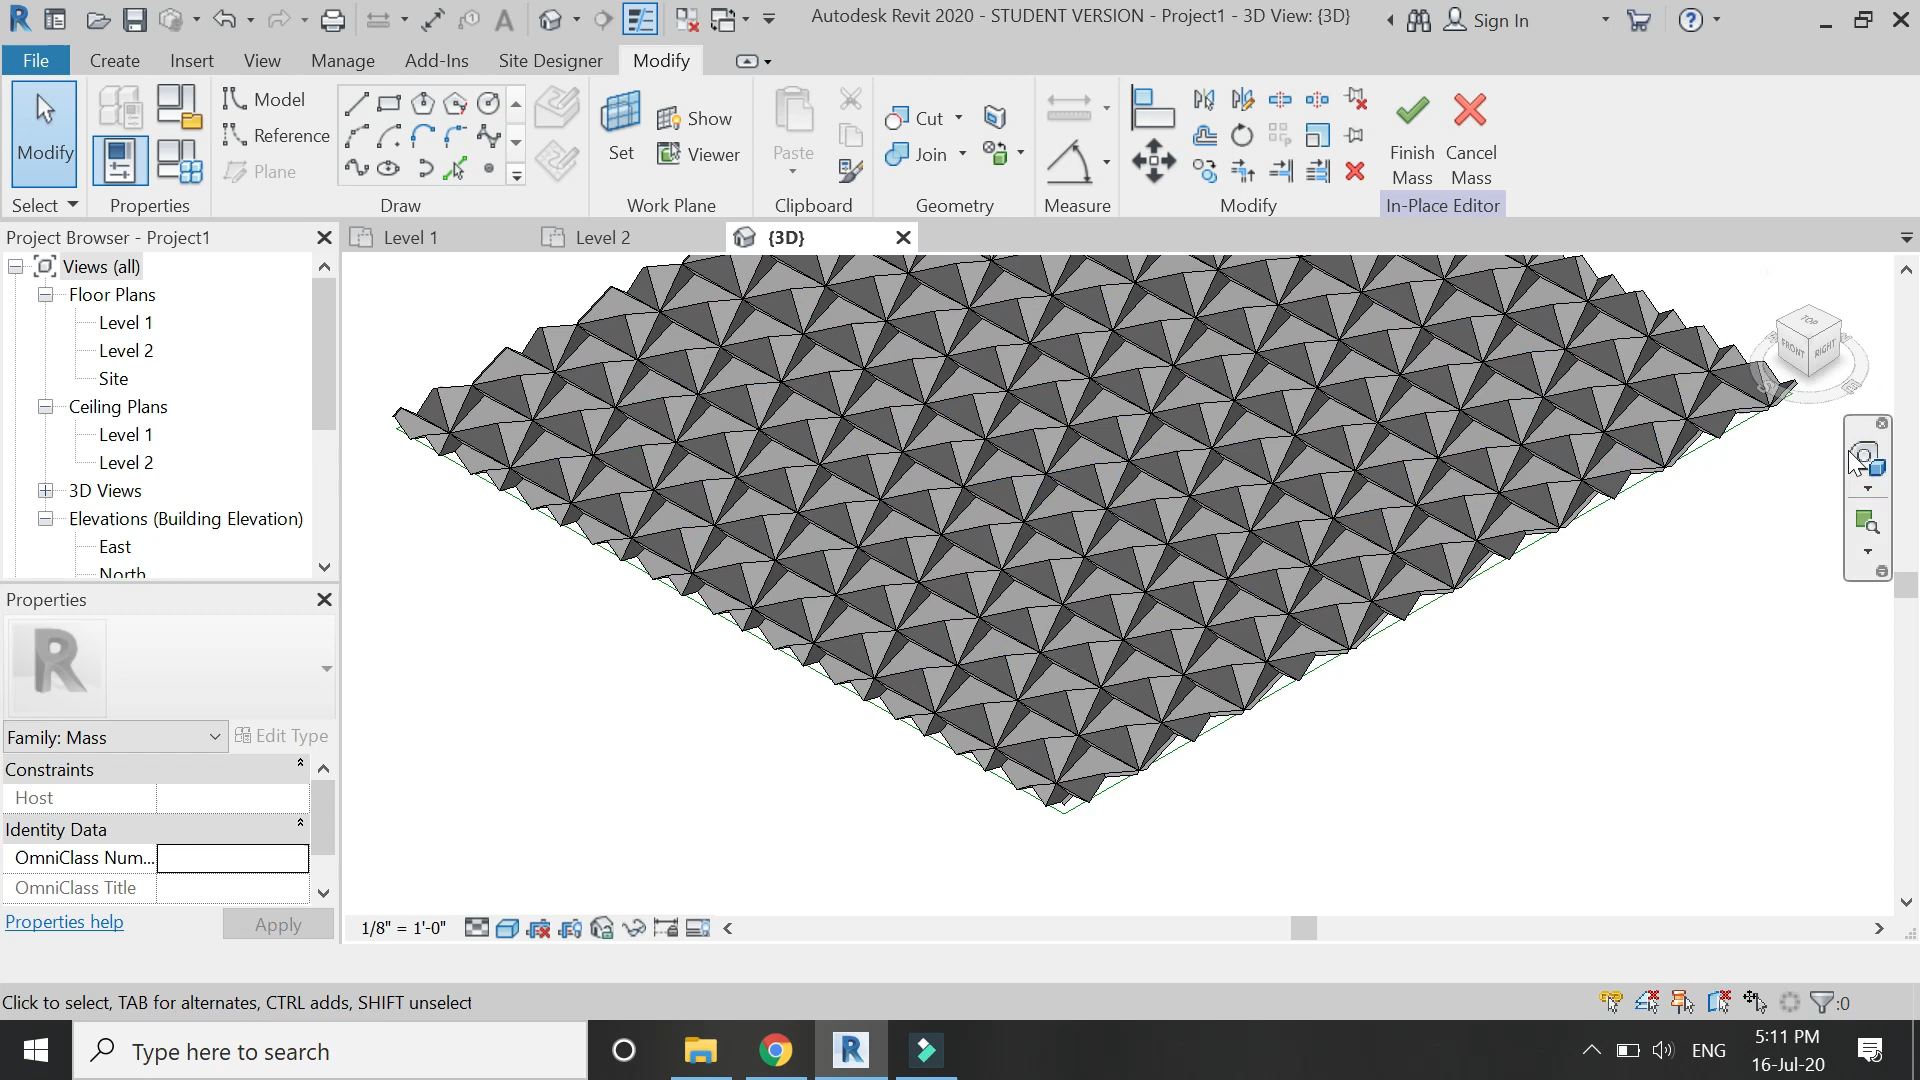 Autodesk Revit 2020 - STUDENT VERSION - Project1 - 3D View: {3D}
Sign In
File
Create
Insert
View
Manage
Add-Ins
Site Designer
Modify
Modify
Select
Properties
Model
Reference
Plane
Draw
Set
Show
Viewer
Work Plane
Paste
Clipboard
Cut
Join
Geometry
Measure
Modify
Finish Mass
Cancel Mass
In-Place Editor
Project Browser - Project1
Level 1
Level 2
{3D}
Views (all)
Floor Plans
Level 1
Level 2
Site
Ceiling Plans
Level 1
Level 2
3D Views
Elevations (Building Elevation)
East
North
TOP
FRONT
RIGHT
Properties
Family: Mass
Edit Type
Constraints
Host
Identity Data
OmniClass Num...
OmniClass Title
Properties help
Apply
1/8" = 1'-0"
Click to select, TAB for alternates, CTRL adds, SHIFT unselect
:0
Type here to search
ENG
5:11 PM
16-Jul-20